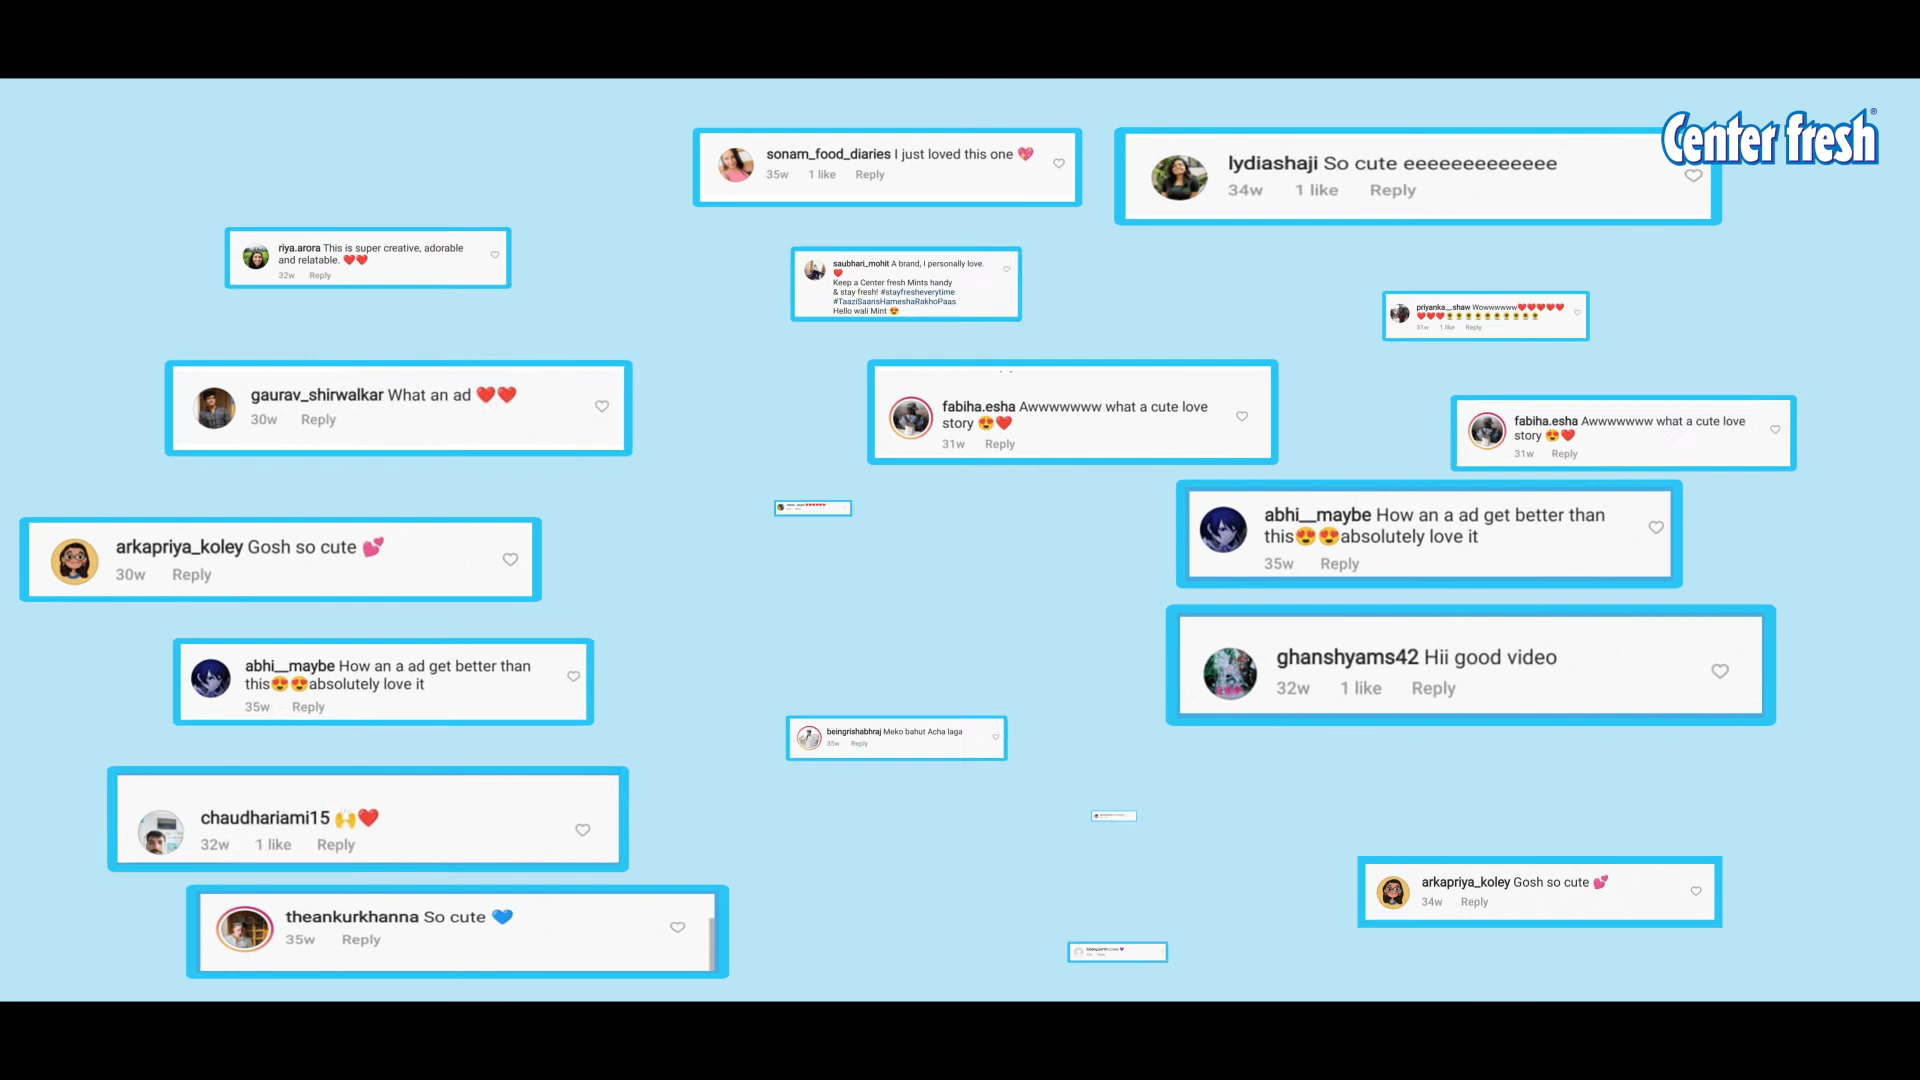 Center fresh®
sonam_food_diaries I just loved this one 💖
35w 1 like Reply
lydiashaji So cute eeeeeeeeeeeee
34w 1 like Reply
riya.arora This is super creative, adorable
and relatable. ❤️❤️
32w Reply
saubhari_mohit A brand, I personally love.
❤️
Keep a Center fresh Mints handy
& stay fresh! #stayfresheverytime
#TaaziSaansHameshaRakhoPaas
Hello wali Mint 😍
priyanka__shaw Wowwwwww❤️❤️❤️❤️❤️
❤️❤️❤️🌻🌻🌻🌻🌻🌻🌻🌻🌻🌻
31w 1 like Reply
gaurav_shirwalkar What an ad ❤️❤️
30w Reply
fabiha.esha Awwwwwww what a cute love
story 😍❤️
31w Reply
fabiha.esha Awwwwwww what a cute love
story 😍❤️
31w Reply
arkapriya_koley Gosh so cute 💕
30w Reply
abhi__maybe How an a ad get better than
this😍😍absolutely love it
35w Reply
abhi__maybe How an a ad get better than
this😍😍absolutely love it
35w Reply
ghanshyams42 Hii good video
32w 1 like Reply
beingrishabhraj Meko bahut Acha laga
35w Reply
chaudhariami15 🙌❤️
32w 1 like Reply
arkapriya_koley Gosh so cute 💕
34w Reply
theankurkhanna So cute 💙
35w Reply